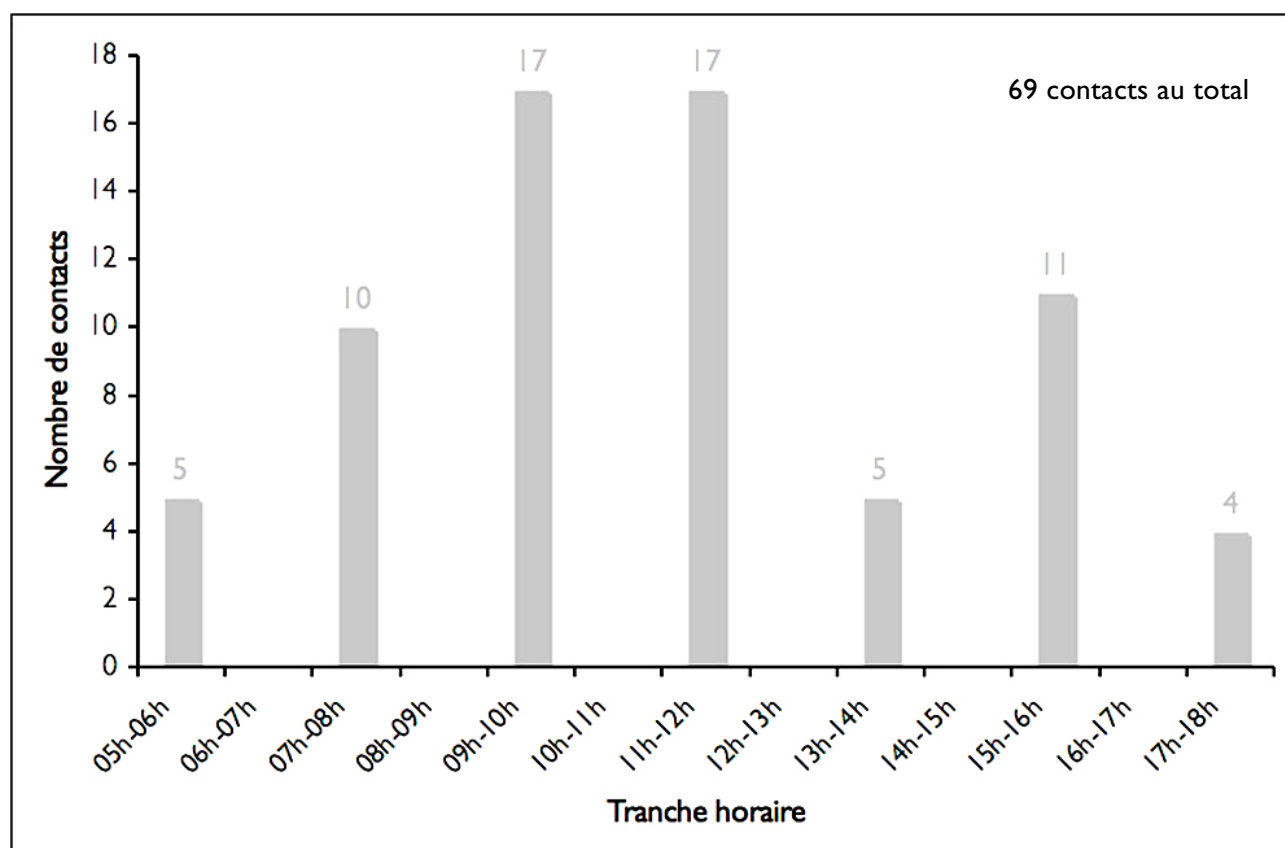 18
16
14
12
10
8
6
4
2
0
Nombre de contacts
69 contacts au total
5
10
17
17
5
11
4
05h-06h
06h-07h
07h-08h
08h-09h
09h-10h
10h-11h
11h-12h
12h-13h
13h-14h
14h-15h
15h-16h
16h-17h
17h-18h
Tranche horaire